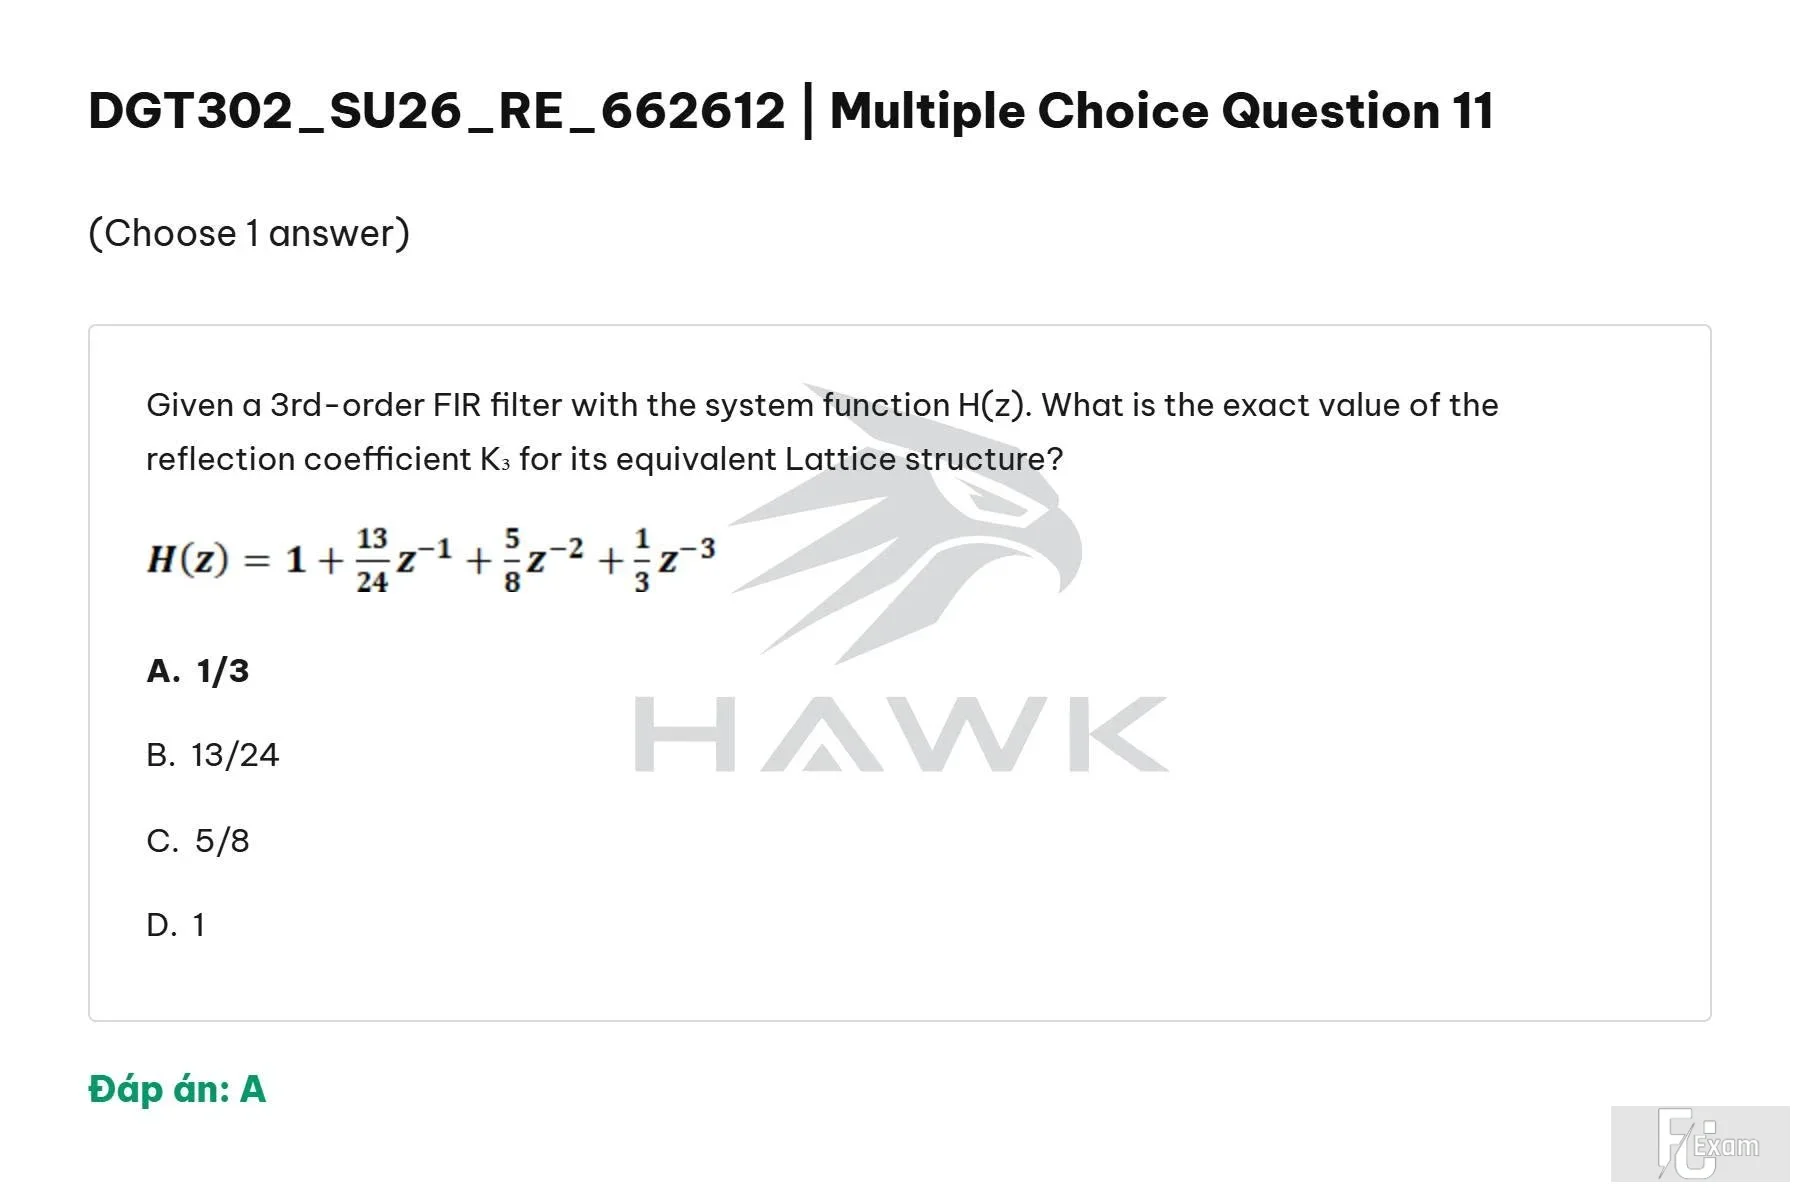 DGT302_SU26_RE_662612 | Multiple Choice Question 11
(Choose 1 answer)
Given a 3rd-order FIR filter with the system function H(z). What is the exact value of the
reflection coefficient K₃ for its equivalent Lattice structure?
H(z) = 1 + 13/24 z⁻¹ + 5/8 z⁻² + 1/3 z⁻³
A. 1/3
B. 13/24
C. 5/8
D. 1
HAWK
Đáp án: A
FU Exam